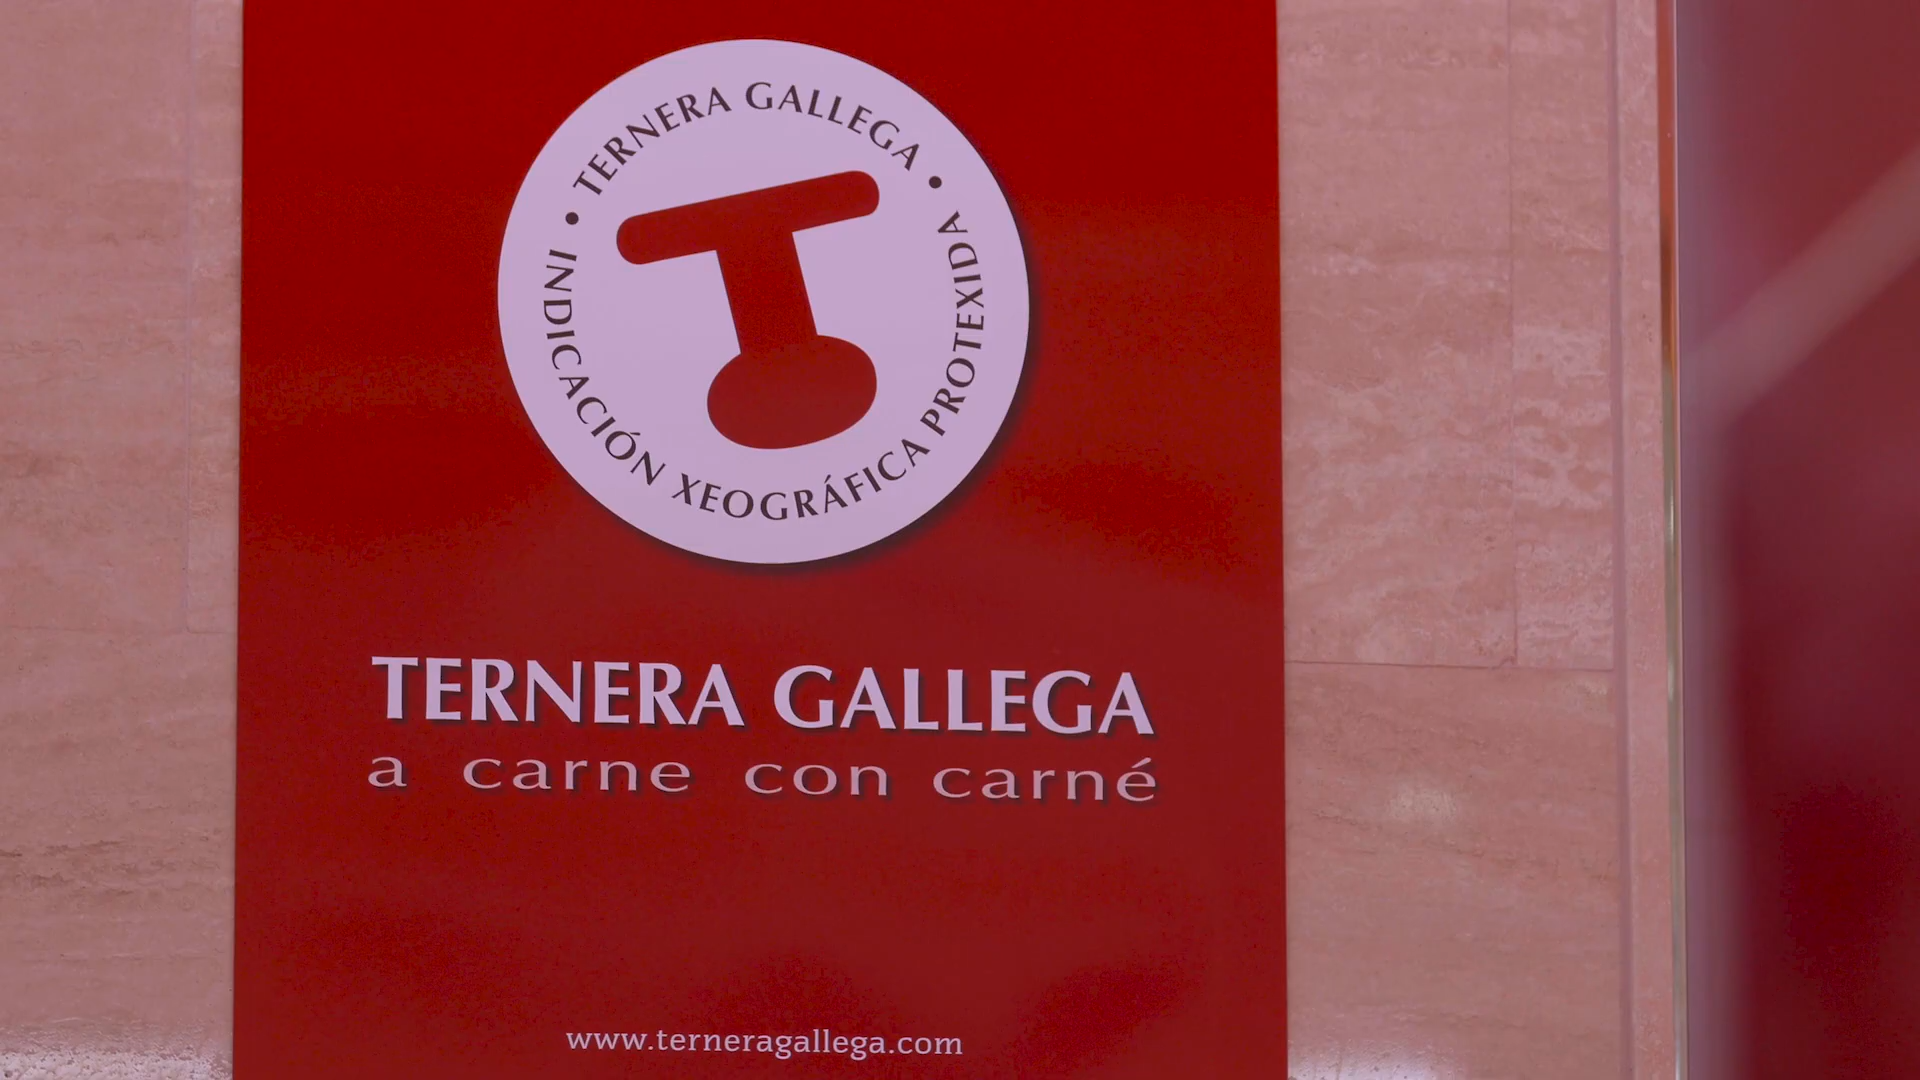 • TERNERA GALLEGA •
INDICACIÓN XEOGRÁFICA PROTEXIDA
TERNERA GALLEGA
a carne con carné
www.terneragallega.com